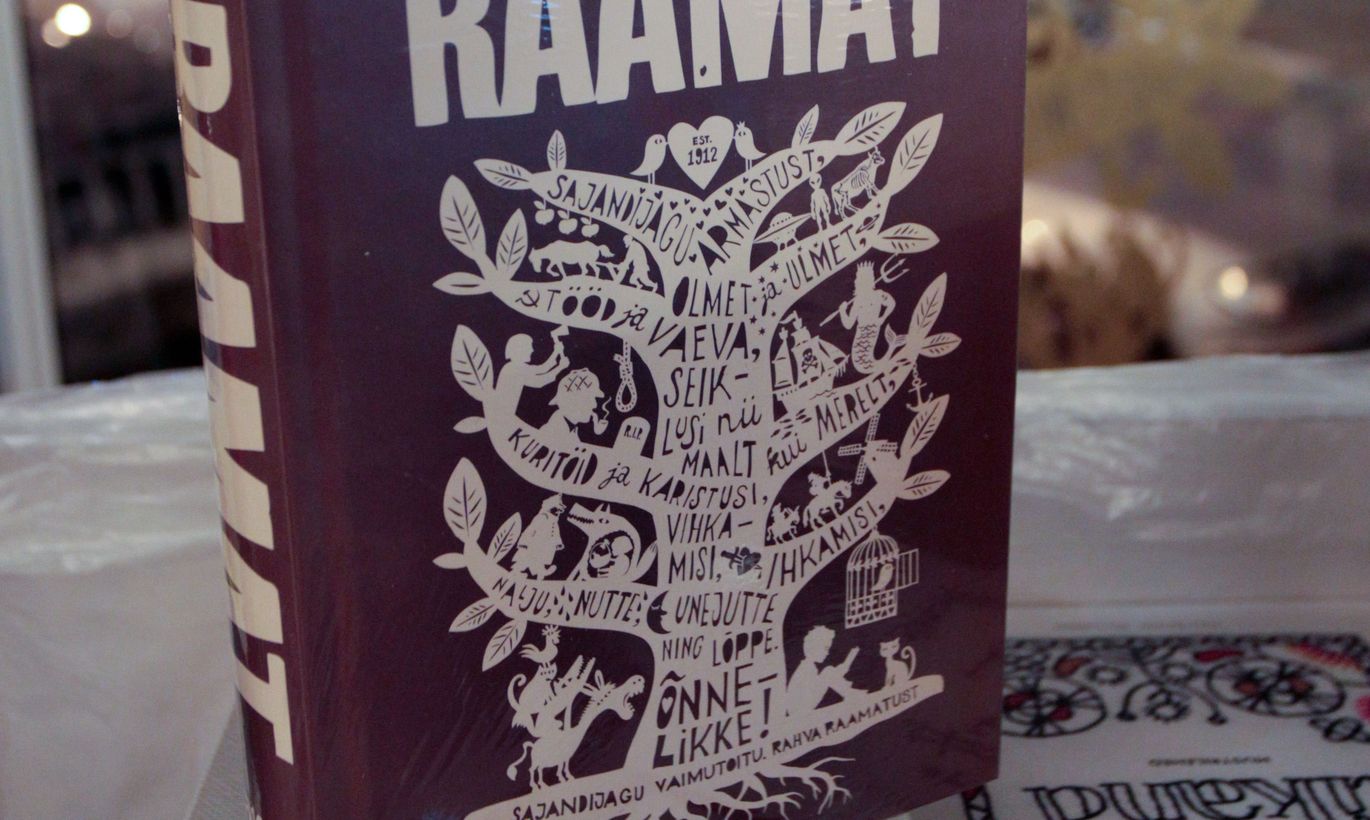 RAAMAT
RAAMAT
EST.
1912
SAJANDIJAGU ARMASTUST,
OLMET ja ULMET,
TÖÖD ja VAEVA,
SEIK-
LUSI nii
MAALT kui MERELT,
R.I.P.
KURITÖID ja KARISTUSI,
VIHKA-
MISI, IHKAMISI,
NALJU, NUTTE, UNEJUTTE
NING LÕPPE.
ÕNNE-
LIKKE!
SAJANDIJAGU VAIMUTOITU. RAHVA RAAMATUST